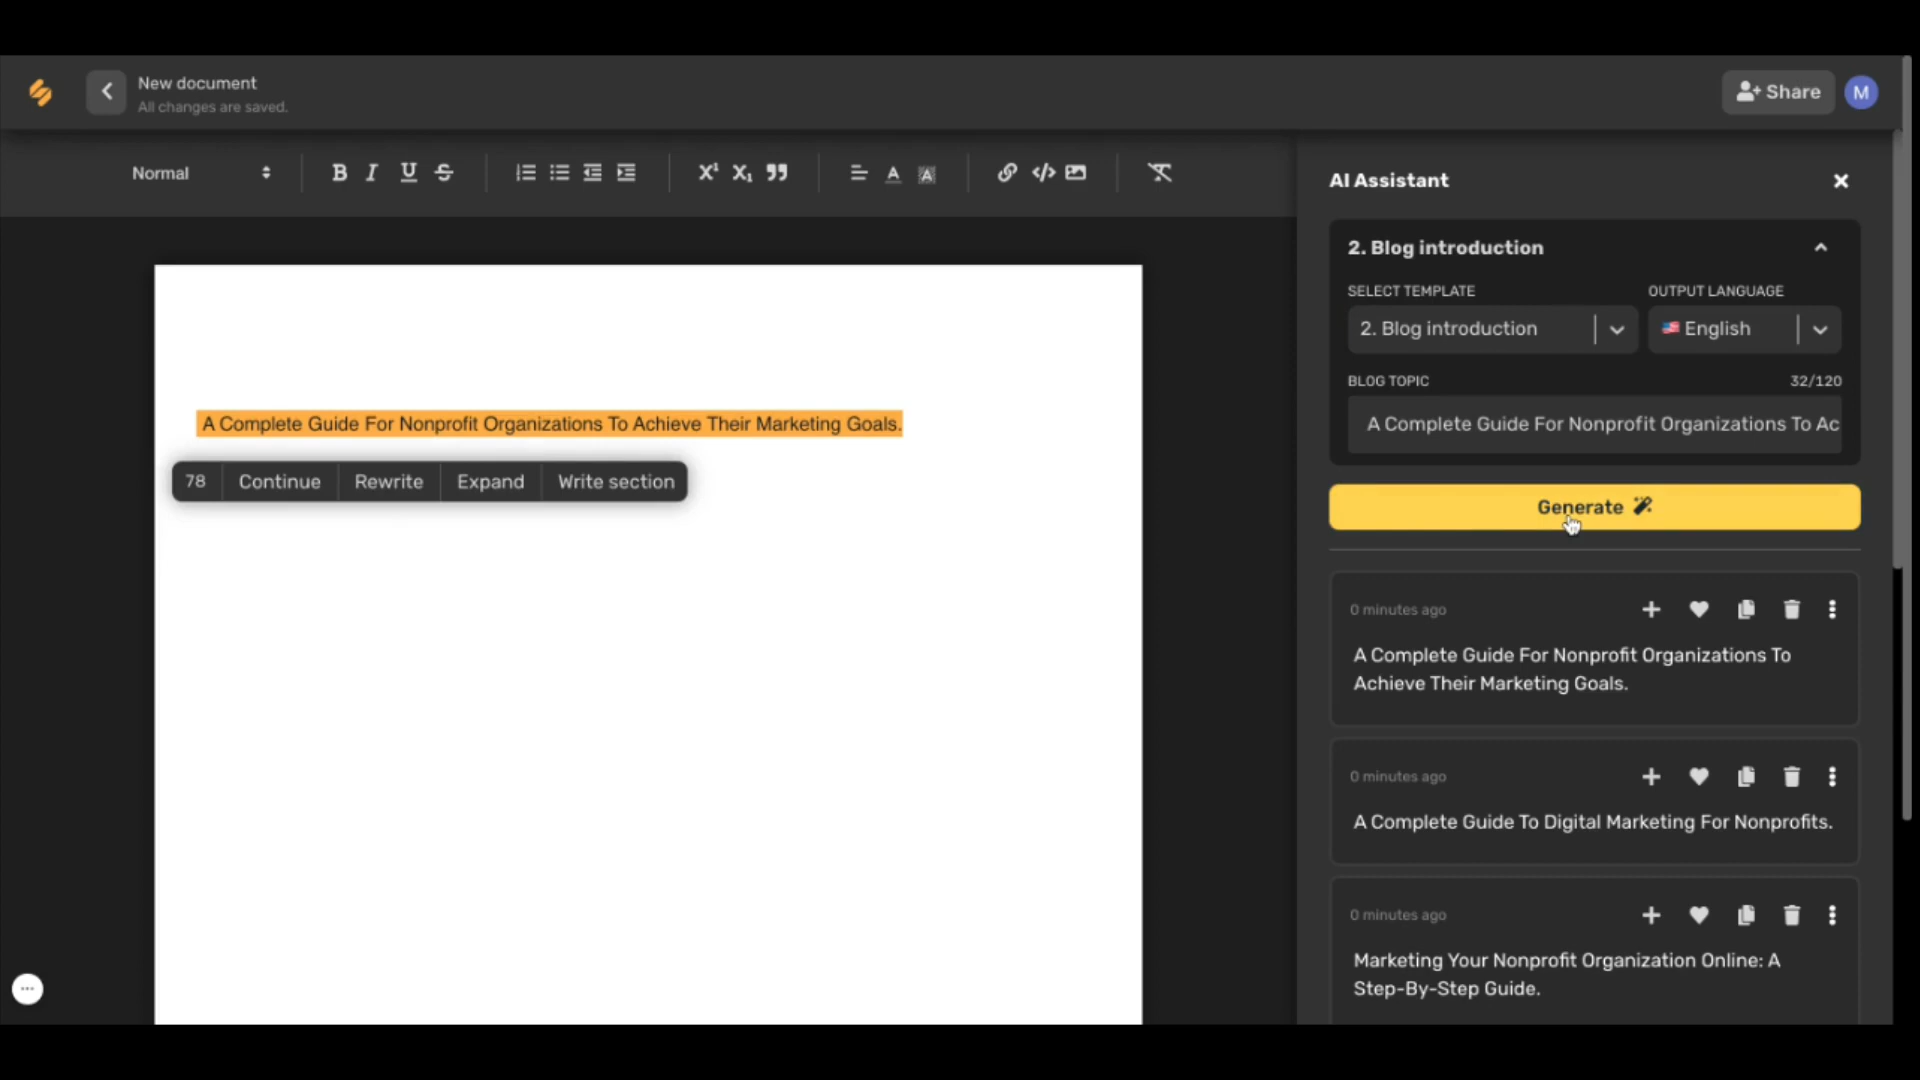 New document
All changes are saved.
Share
M
Normal
B I U S
X¹ X₁
A A
AI Assistant
2. Blog introduction
SELECT TEMPLATE
OUTPUT LANGUAGE
2. Blog introduction
English
BLOG TOPIC
32/120
A Complete Guide For Nonprofit Organizations To Ac
Generate
A Complete Guide For Nonprofit Organizations To Achieve Their Marketing Goals.
78 Continue Rewrite Expand Write section
0 minutes ago
A Complete Guide For Nonprofit Organizations To
Achieve Their Marketing Goals.
0 minutes ago
A Complete Guide To Digital Marketing For Nonprofits.
0 minutes ago
Marketing Your Nonprofit Organization Online: A
Step-By-Step Guide.